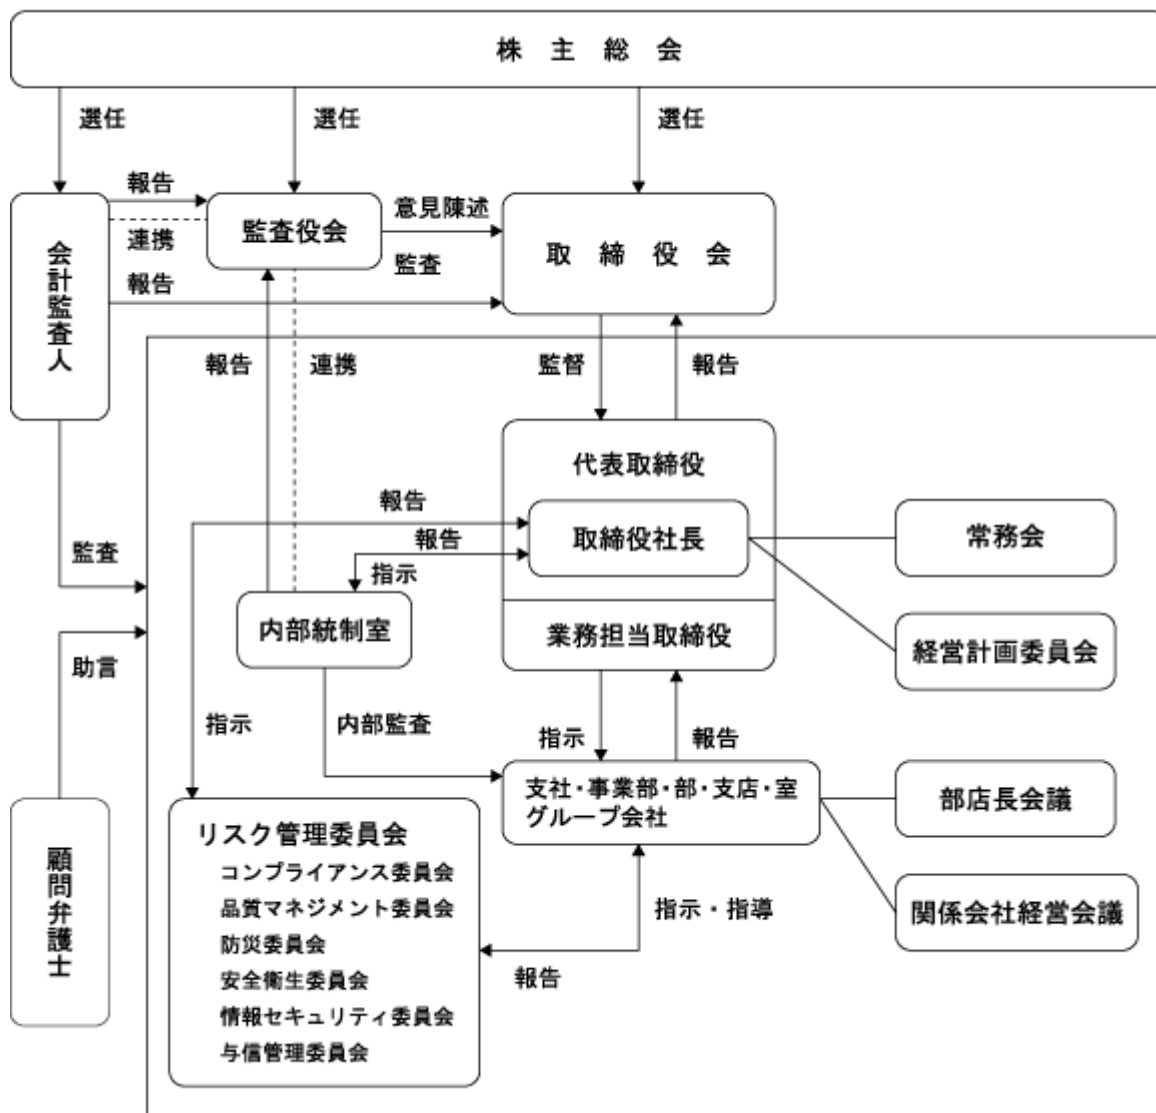 株主総会
選任
選任
選任
報告
意見陳述
監査役会
取締役会
連携
監査
報告
会計監査人
報告
連携
監督
報告
代表取締役
報告
取締役社長
常務会
報告
監査
指示
内部統制室
業務担当取締役
経営計画委員会
助言
指示
内部監査
指示
報告
支社・事業部・部・支店・室
グループ会社
部店長会議
リスク管理委員会
コンプライアンス委員会
品質マネジメント委員会
防災委員会
安全衛生委員会
情報セキュリティ委員会
与信管理委員会
顧問弁護士
指示・指導
関係会社経営会議
報告